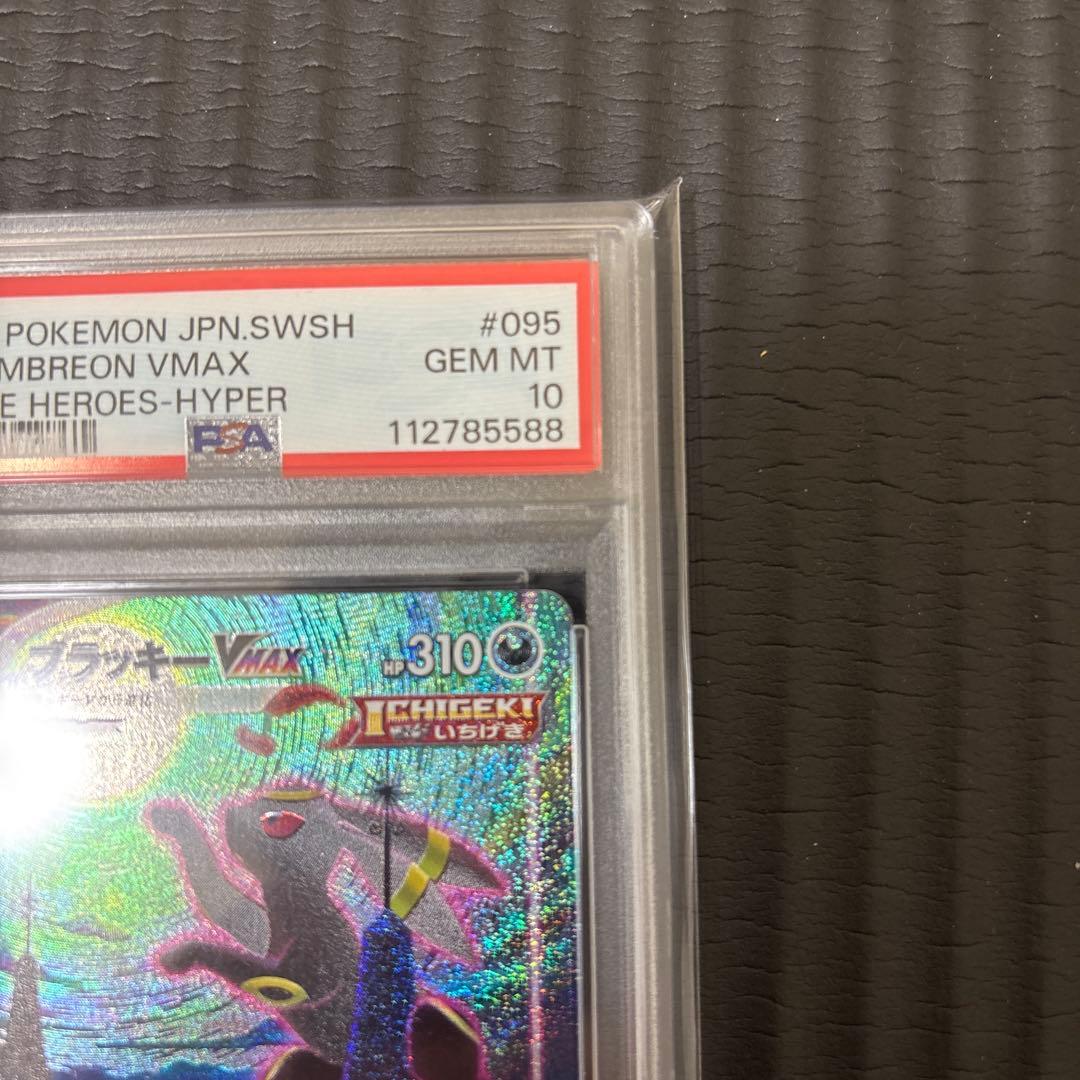 POKEMON JPN.SWSH #095
MBREON VMAX GEM MT
E HEROES-HYPER 10
PSA 112785588
ブラッキーVMAX HP310
ICHIGEKI
いちげき